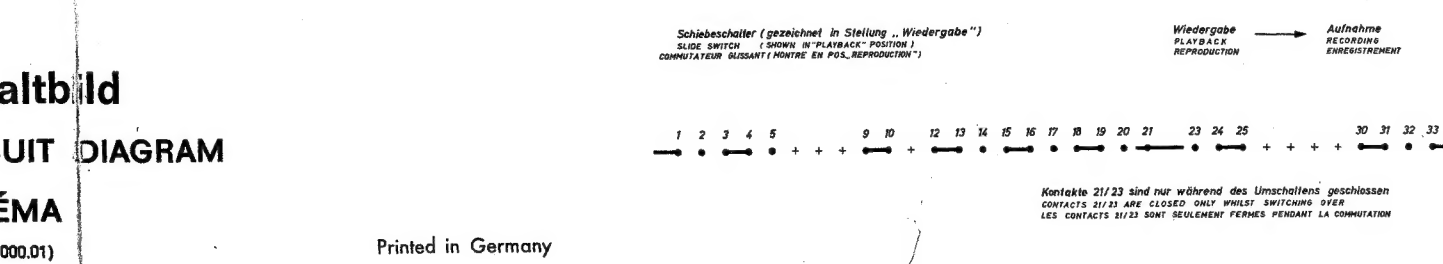 Schiebeschalter (gezeichnet in Stellung „Wiedergabe")
SLIDE SWITCH (SHOWN IN "PLAYBACK" POSITION)
COMMUTATEUR GLISSANT (MONTRE EN POS. „REPRODUCTION")
Wiedergabe
PLAYBACK
REPRODUCTION
Aufnahme
RECORDING
ENREGISTREMENT
altbild
UIT DIAGRAM
ÉMA
000.01)
Printed in Germany
1 2 3 4 5 9 10 12 13 14 15 16 17 18 19 20 21 23 24 25 30 31 32 33
+ + + + + + + +
Kontakte 21/23 sind nur während des Umschaltens geschlossen
CONTACTS 21/23 ARE CLOSED ONLY WHILST SWITCHING OVER
LES CONTACTS 21/23 SONT SEULEMENT FERMES PENDANT LA COMMUTATION